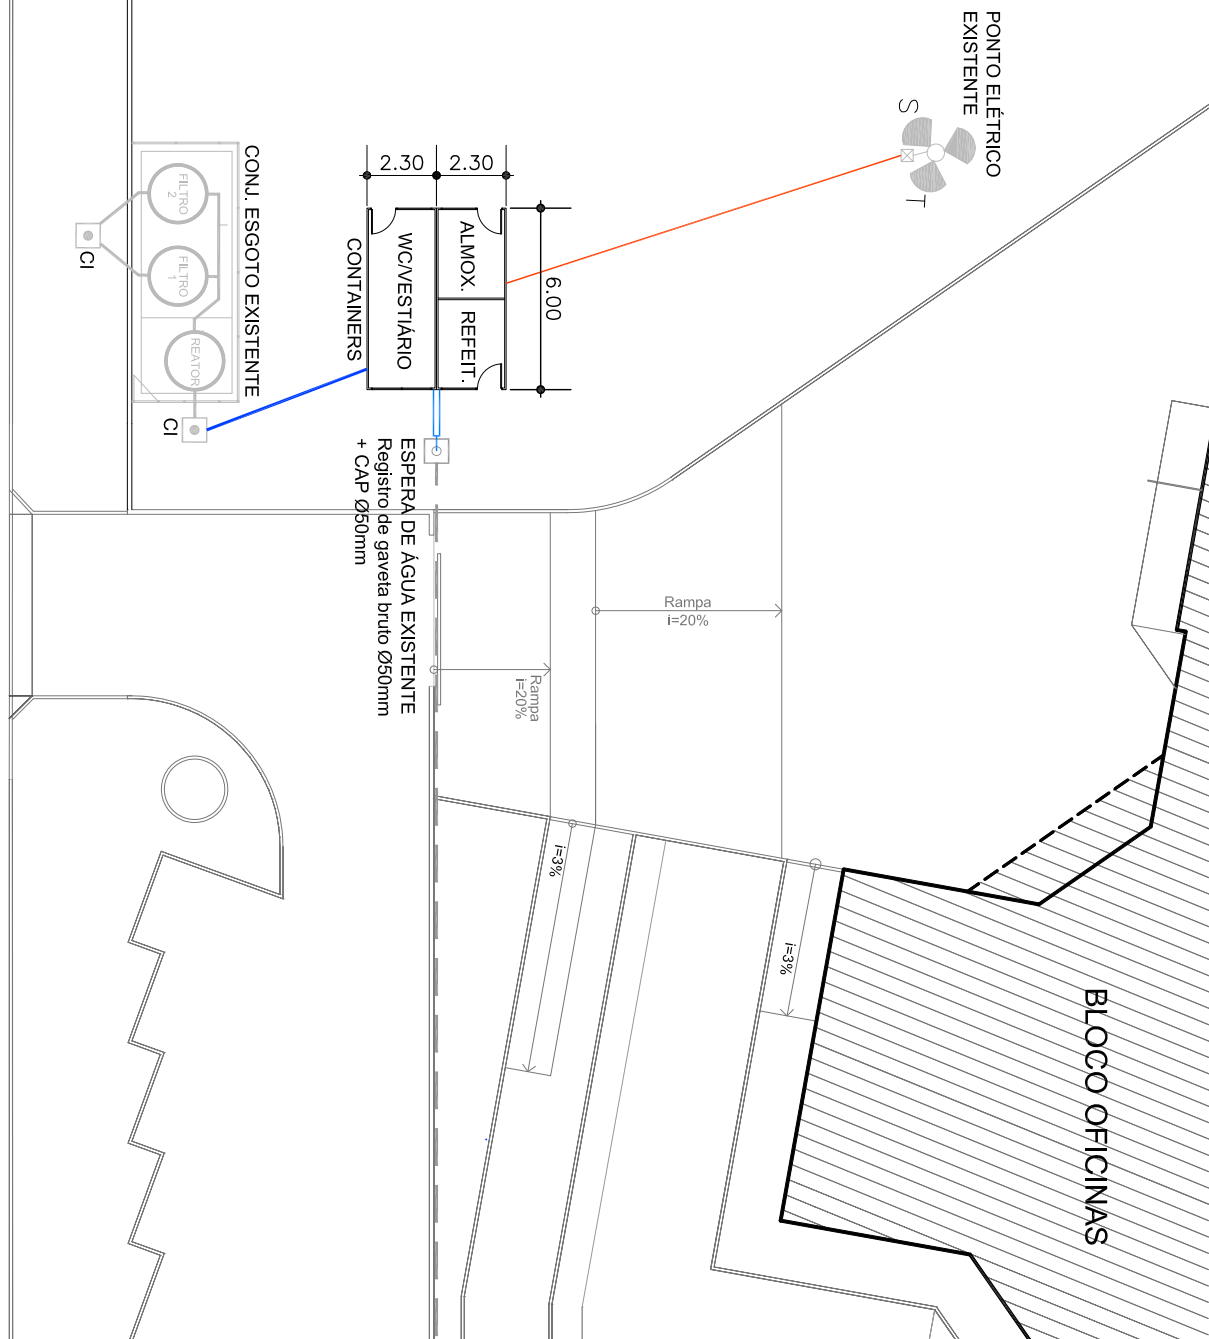 PONTO ELÉTRICO
EXISTENTE
S
T
2.30
2.30
6.00
ALMOX.
REFEIT.
WC/VESTIÁRIO
CONTAINERS
CONJ. ESGOTO EXISTENTE
FILTRO
2
FILTRO
1
REATOR
CI
CI
ESPERA DE ÁGUA EXISTENTE
Registro de gaveta bruto Ø50mm
+ CAP Ø50mm
Rampa
i=20%
Rampa
i=20%
i=3%
i=3%
BLOCO OFICINAS